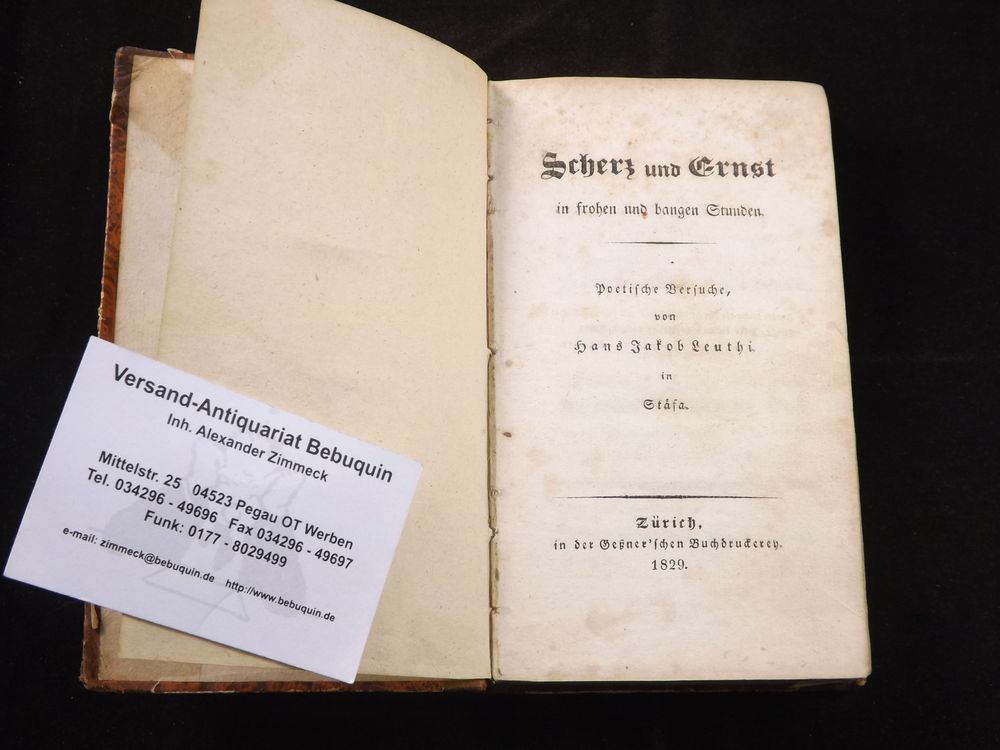 Scherz und Ernst
in frohen und bangen Stunden.
Poetische Versuche,
von
Hans Jakob Leuthi
in
Stäfa.
Zürich,
in der Geßner'schen Buchdruckerey.
1829.
Versand-Antiquariat Bebuquin
Inh. Alexander Zimmeck
Mittelstr. 25 04523 Pegau OT Werben
Tel. 034296 - 49696 Fax 034296 - 49697
Funk: 0177 - 8029499
e-mail: zimmeck@bebuquin.de http://www.bebuquin.de